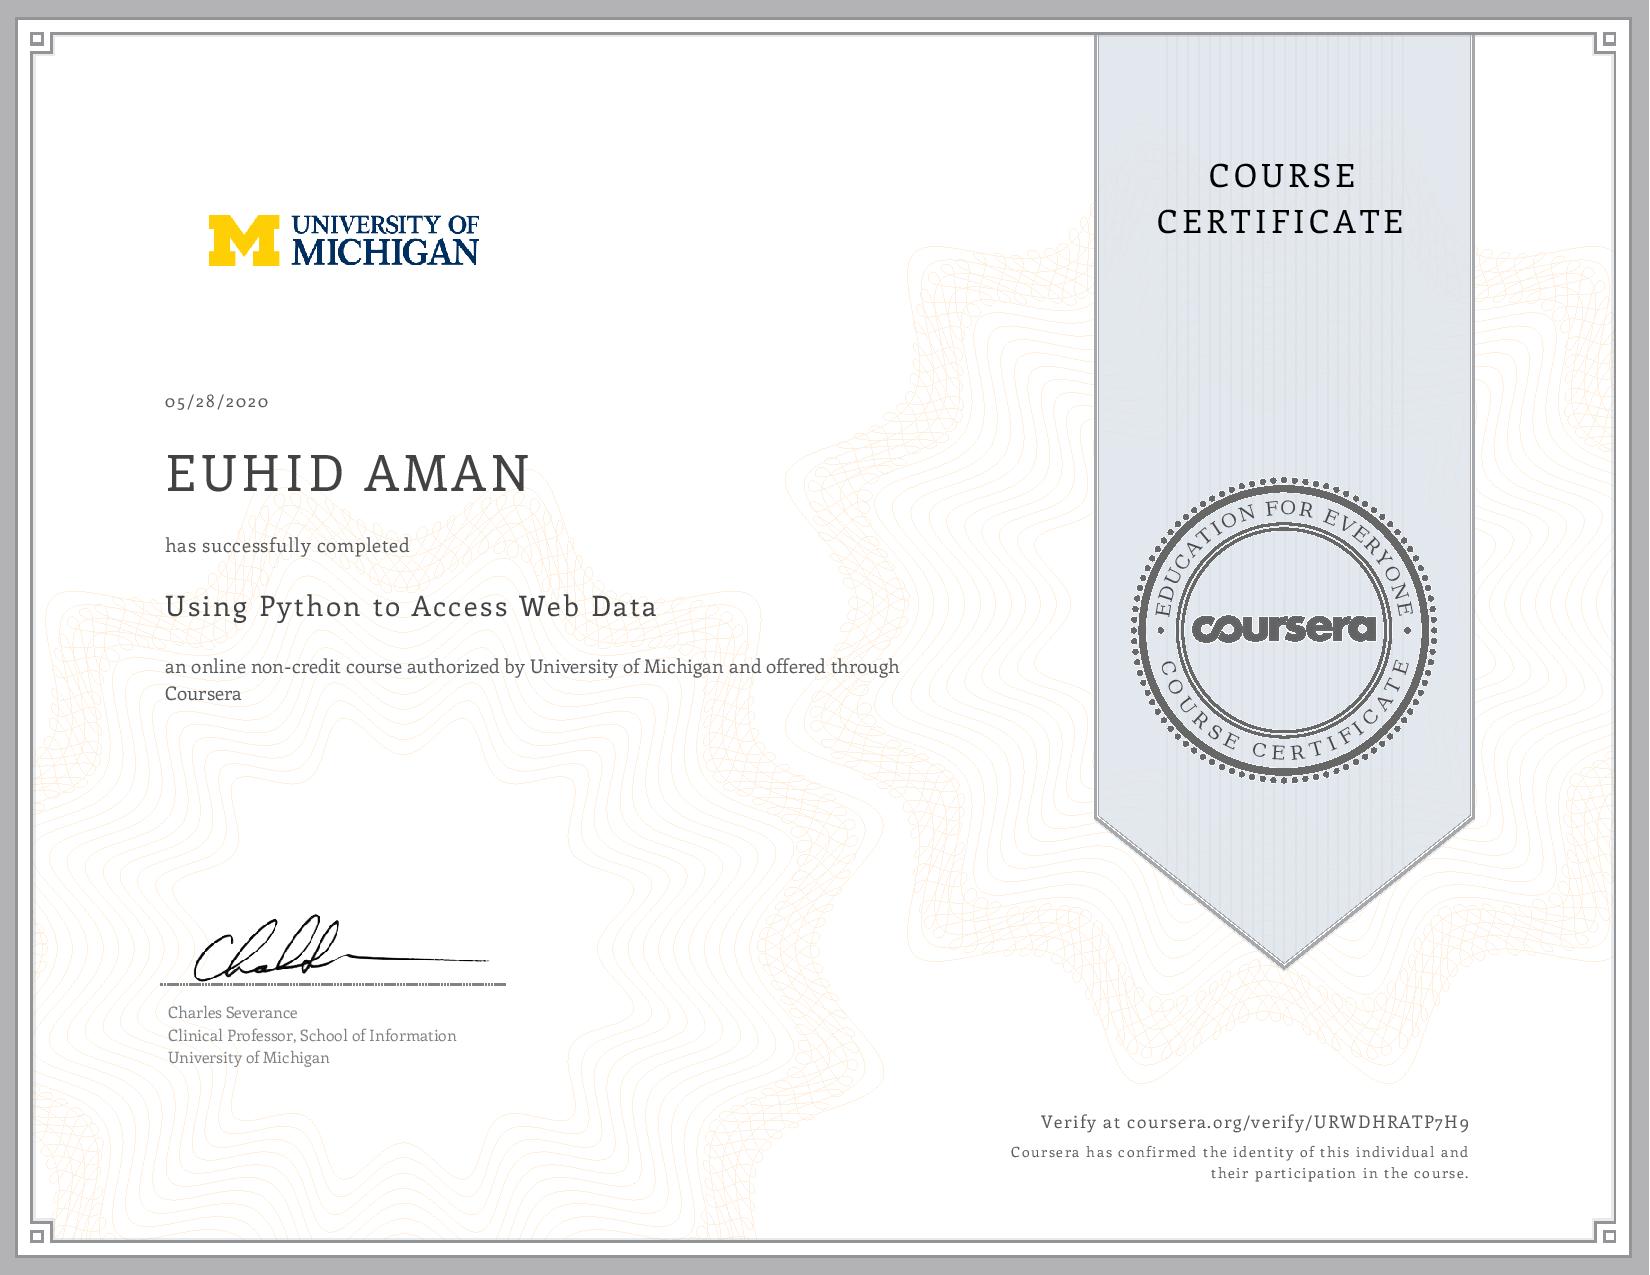 UNIVERSITY OF
MICHIGAN
COURSE
CERTIFICATE
05/28/2020
EUHID AMAN
has successfully completed
Using Python to Access Web Data
an online non-credit course authorized by University of Michigan and offered through
Coursera
EDUCATION FOR EVERYONE
coursera
COURSE CERTIFICATE
Charles Severance
Clinical Professor, School of Information
University of Michigan
Verify at coursera.org/verify/URWDHRATP7H9
Coursera has confirmed the identity of this individual and
their participation in the course.